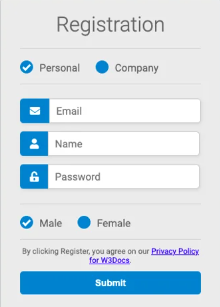 Registration
Personal Company
Email
Name
Password
Male Female
By clicking Register, you agree on our Privacy Policy
for W3Docs.
Submit